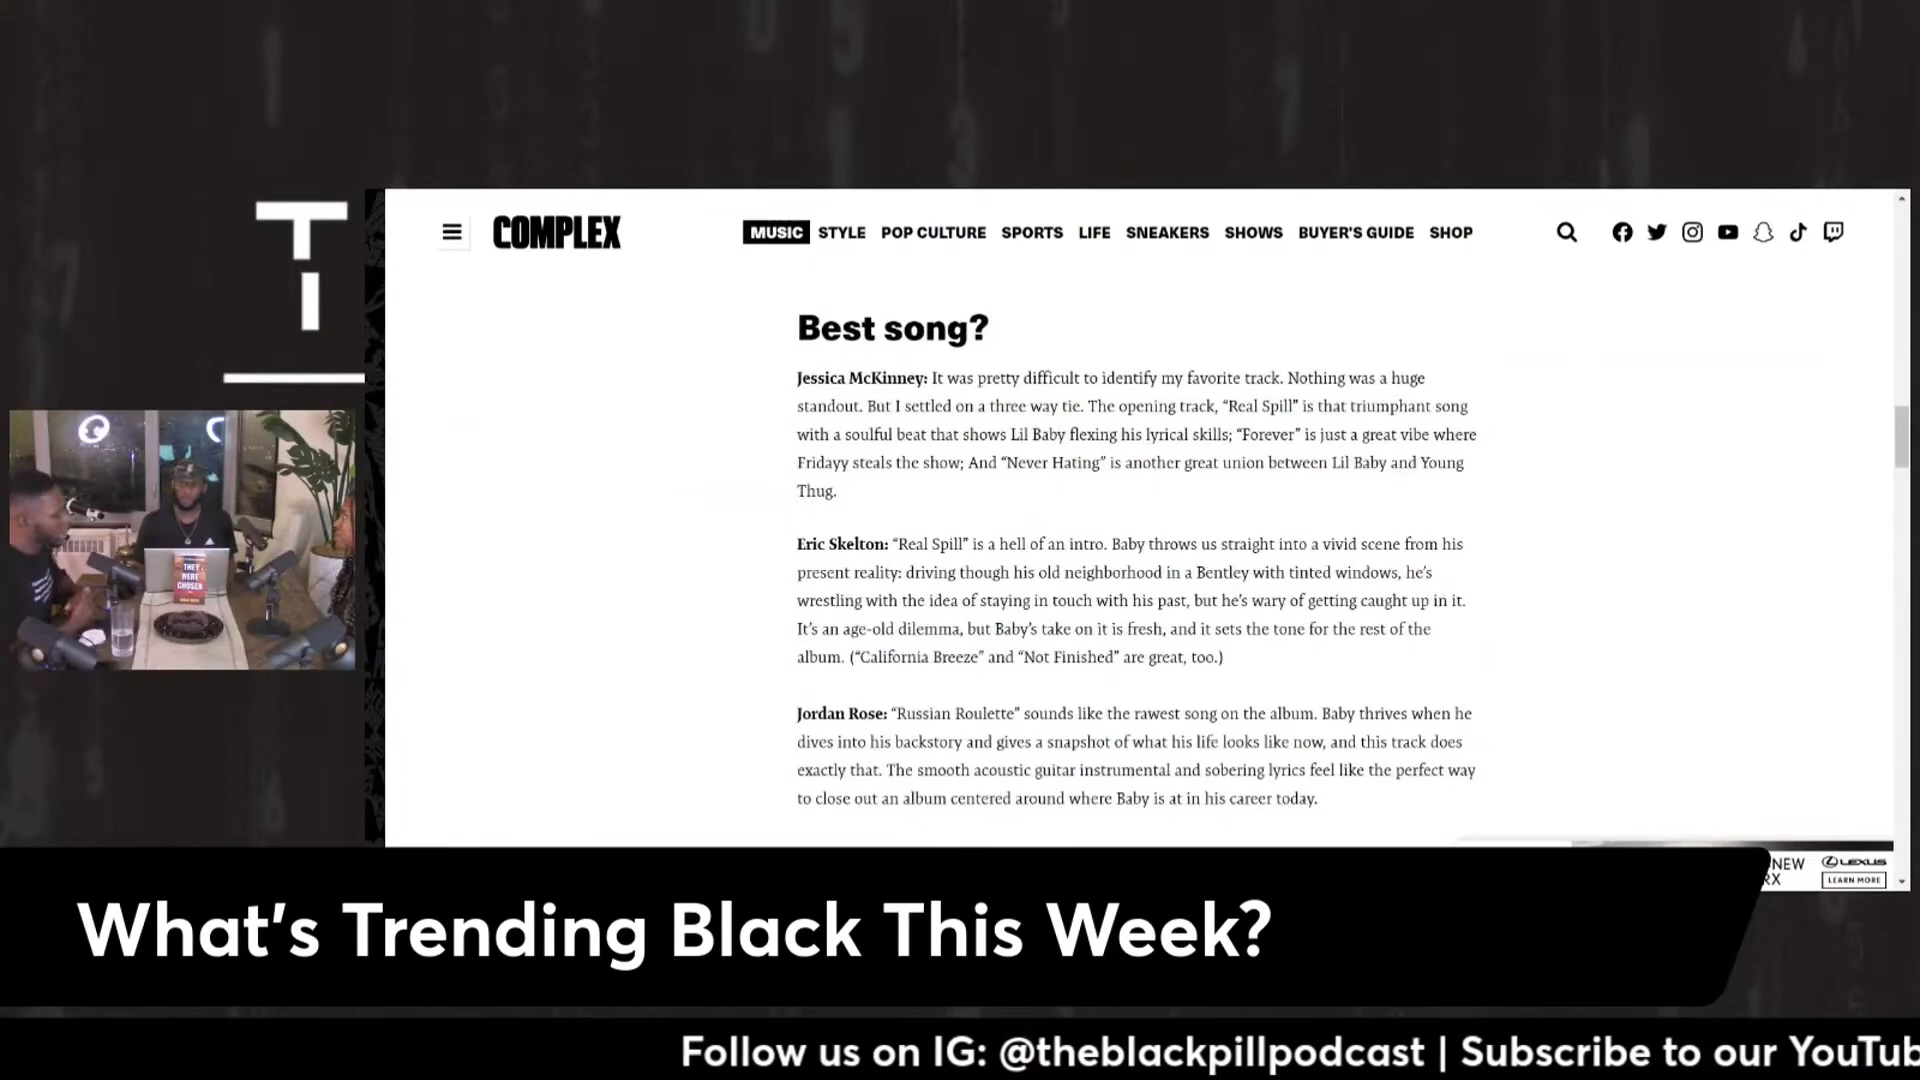 T
COMPLEX
MUSIC STYLE POP CULTURE SPORTS LIFE SNEAKERS SHOWS BUYER'S GUIDE SHOP
Best song?
Jessica McKinney: It was pretty difficult to identify my favorite track. Nothing was a huge
standout. But I settled on a three way tie. The opening track, “Real Spill” is that triumphant song
with a soulful beat that shows Lil Baby flexing his lyrical skills; “Forever” is just a great vibe where
Fridayy steals the show; And “Never Hating” is another great union between Lil Baby and Young
Thug.
Eric Skelton: “Real Spill” is a hell of an intro. Baby throws us straight into a vivid scene from his
present reality: driving though his old neighborhood in a Bentley with tinted windows, he’s
wrestling with the idea of staying in touch with his past, but he’s wary of getting caught up in it.
It’s an age-old dilemma, but Baby’s take on it is fresh, and it sets the tone for the rest of the
album. (“California Breeze” and “Not Finished” are great, too.)
Jordan Rose: “Russian Roulette” sounds like the rawest song on the album. Baby thrives when he
dives into his backstory and gives a snapshot of what his life looks like now, and this track does
exactly that. The smooth acoustic guitar instrumental and sobering lyrics feel like the perfect way
to close out an album centered around where Baby is at in his career today.
THEY
WERE
CHOSEN
NEW
RX
LEXUS
LEARN MORE
What's Trending Black This Week?
Follow us on IG: @theblackpillpodcast | Subscribe to our YouTub